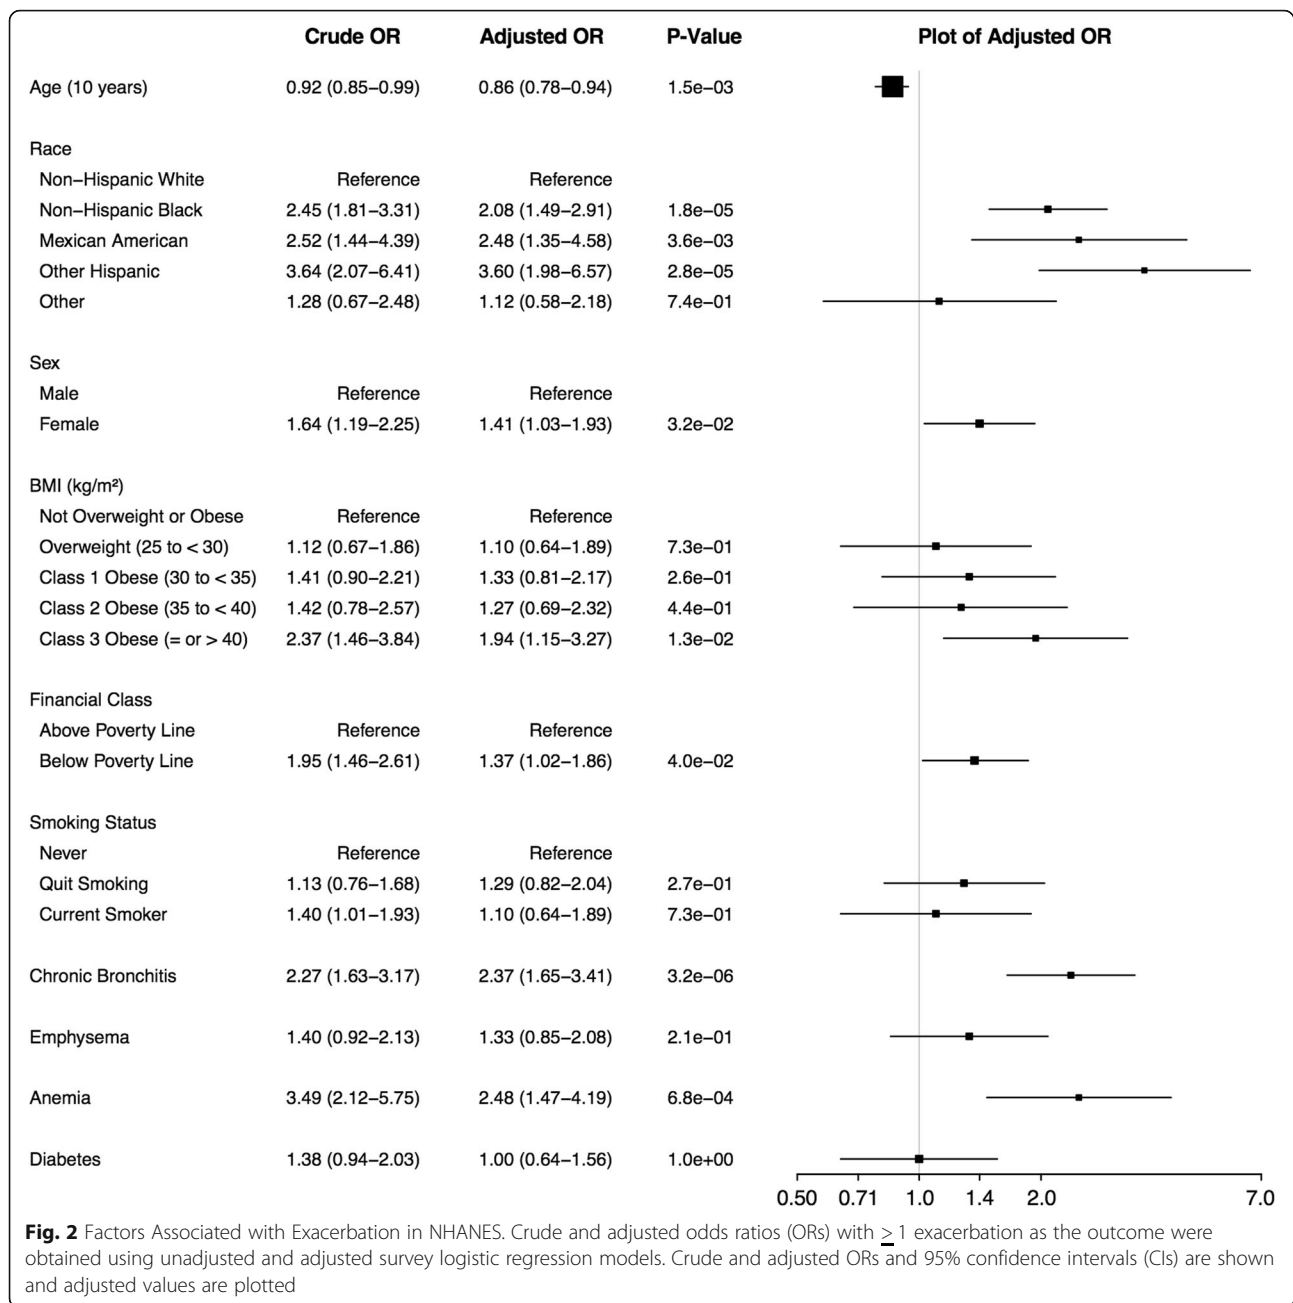 Crude OR Adjusted OR P-Value Plot of Adjusted OR
Age (10 years) 0.92 (0.85–0.99) 0.86 (0.78–0.94) 1.5e−03
Race
Non−Hispanic White Reference Reference
Non−Hispanic Black 2.45 (1.81–3.31) 2.08 (1.49–2.91) 1.8e−05
Mexican American 2.52 (1.44–4.39) 2.48 (1.35–4.58) 3.6e−03
Other Hispanic 3.64 (2.07–6.41) 3.60 (1.98–6.57) 2.8e−05
Other 1.28 (0.67–2.48) 1.12 (0.58–2.18) 7.4e−01
Sex
Male Reference Reference
Female 1.64 (1.19–2.25) 1.41 (1.03–1.93) 3.2e−02
BMI (kg/m²)
Not Overweight or Obese Reference Reference
Overweight (25 to < 30) 1.12 (0.67–1.86) 1.10 (0.64–1.89) 7.3e−01
Class 1 Obese (30 to < 35) 1.41 (0.90–2.21) 1.33 (0.81–2.17) 2.6e−01
Class 2 Obese (35 to < 40) 1.42 (0.78–2.57) 1.27 (0.69–2.32) 4.4e−01
Class 3 Obese (= or > 40) 2.37 (1.46–3.84) 1.94 (1.15–3.27) 1.3e−02
Financial Class
Above Poverty Line Reference Reference
Below Poverty Line 1.95 (1.46–2.61) 1.37 (1.02–1.86) 4.0e−02
Smoking Status
Never Reference Reference
Quit Smoking 1.13 (0.76–1.68) 1.29 (0.82–2.04) 2.7e−01
Current Smoker 1.40 (1.01–1.93) 1.10 (0.64–1.89) 7.3e−01
Chronic Bronchitis 2.27 (1.63–3.17) 2.37 (1.65–3.41) 3.2e−06
Emphysema 1.40 (0.92–2.13) 1.33 (0.85–2.08) 2.1e−01
Anemia 3.49 (2.12–5.75) 2.48 (1.47–4.19) 6.8e−04
Diabetes 1.38 (0.94–2.03) 1.00 (0.64–1.56) 1.0e+00
0.50 0.71 1.0 1.4 2.0 7.0
Fig. 2 Factors Associated with Exacerbation in NHANES. Crude and adjusted odds ratios (ORs) with ≥ 1 exacerbation as the outcome were
obtained using unadjusted and adjusted survey logistic regression models. Crude and adjusted ORs and 95% confidence intervals (CIs) are shown
and adjusted values are plotted